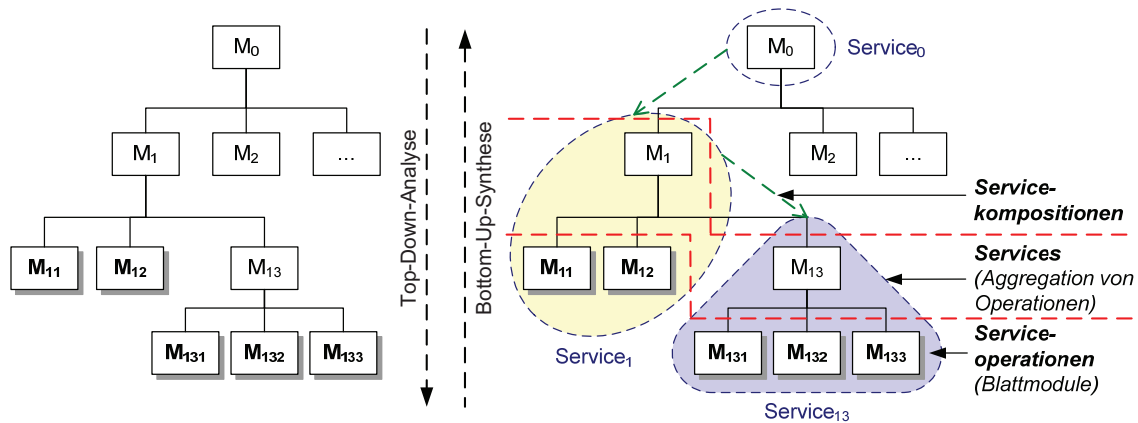 M0
M1
M2
...
M11
M12
M13
M131
M132
M133
Top-Down-Analyse
Bottom-Up-Synthese
M0
Service0
M1
M2
...
M11
M12
M13
M131
M132
M133
Service1
Service13
Service-
kompositionen
Services
(Aggregation von
Operationen)
Service-
operationen
(Blattmodule)